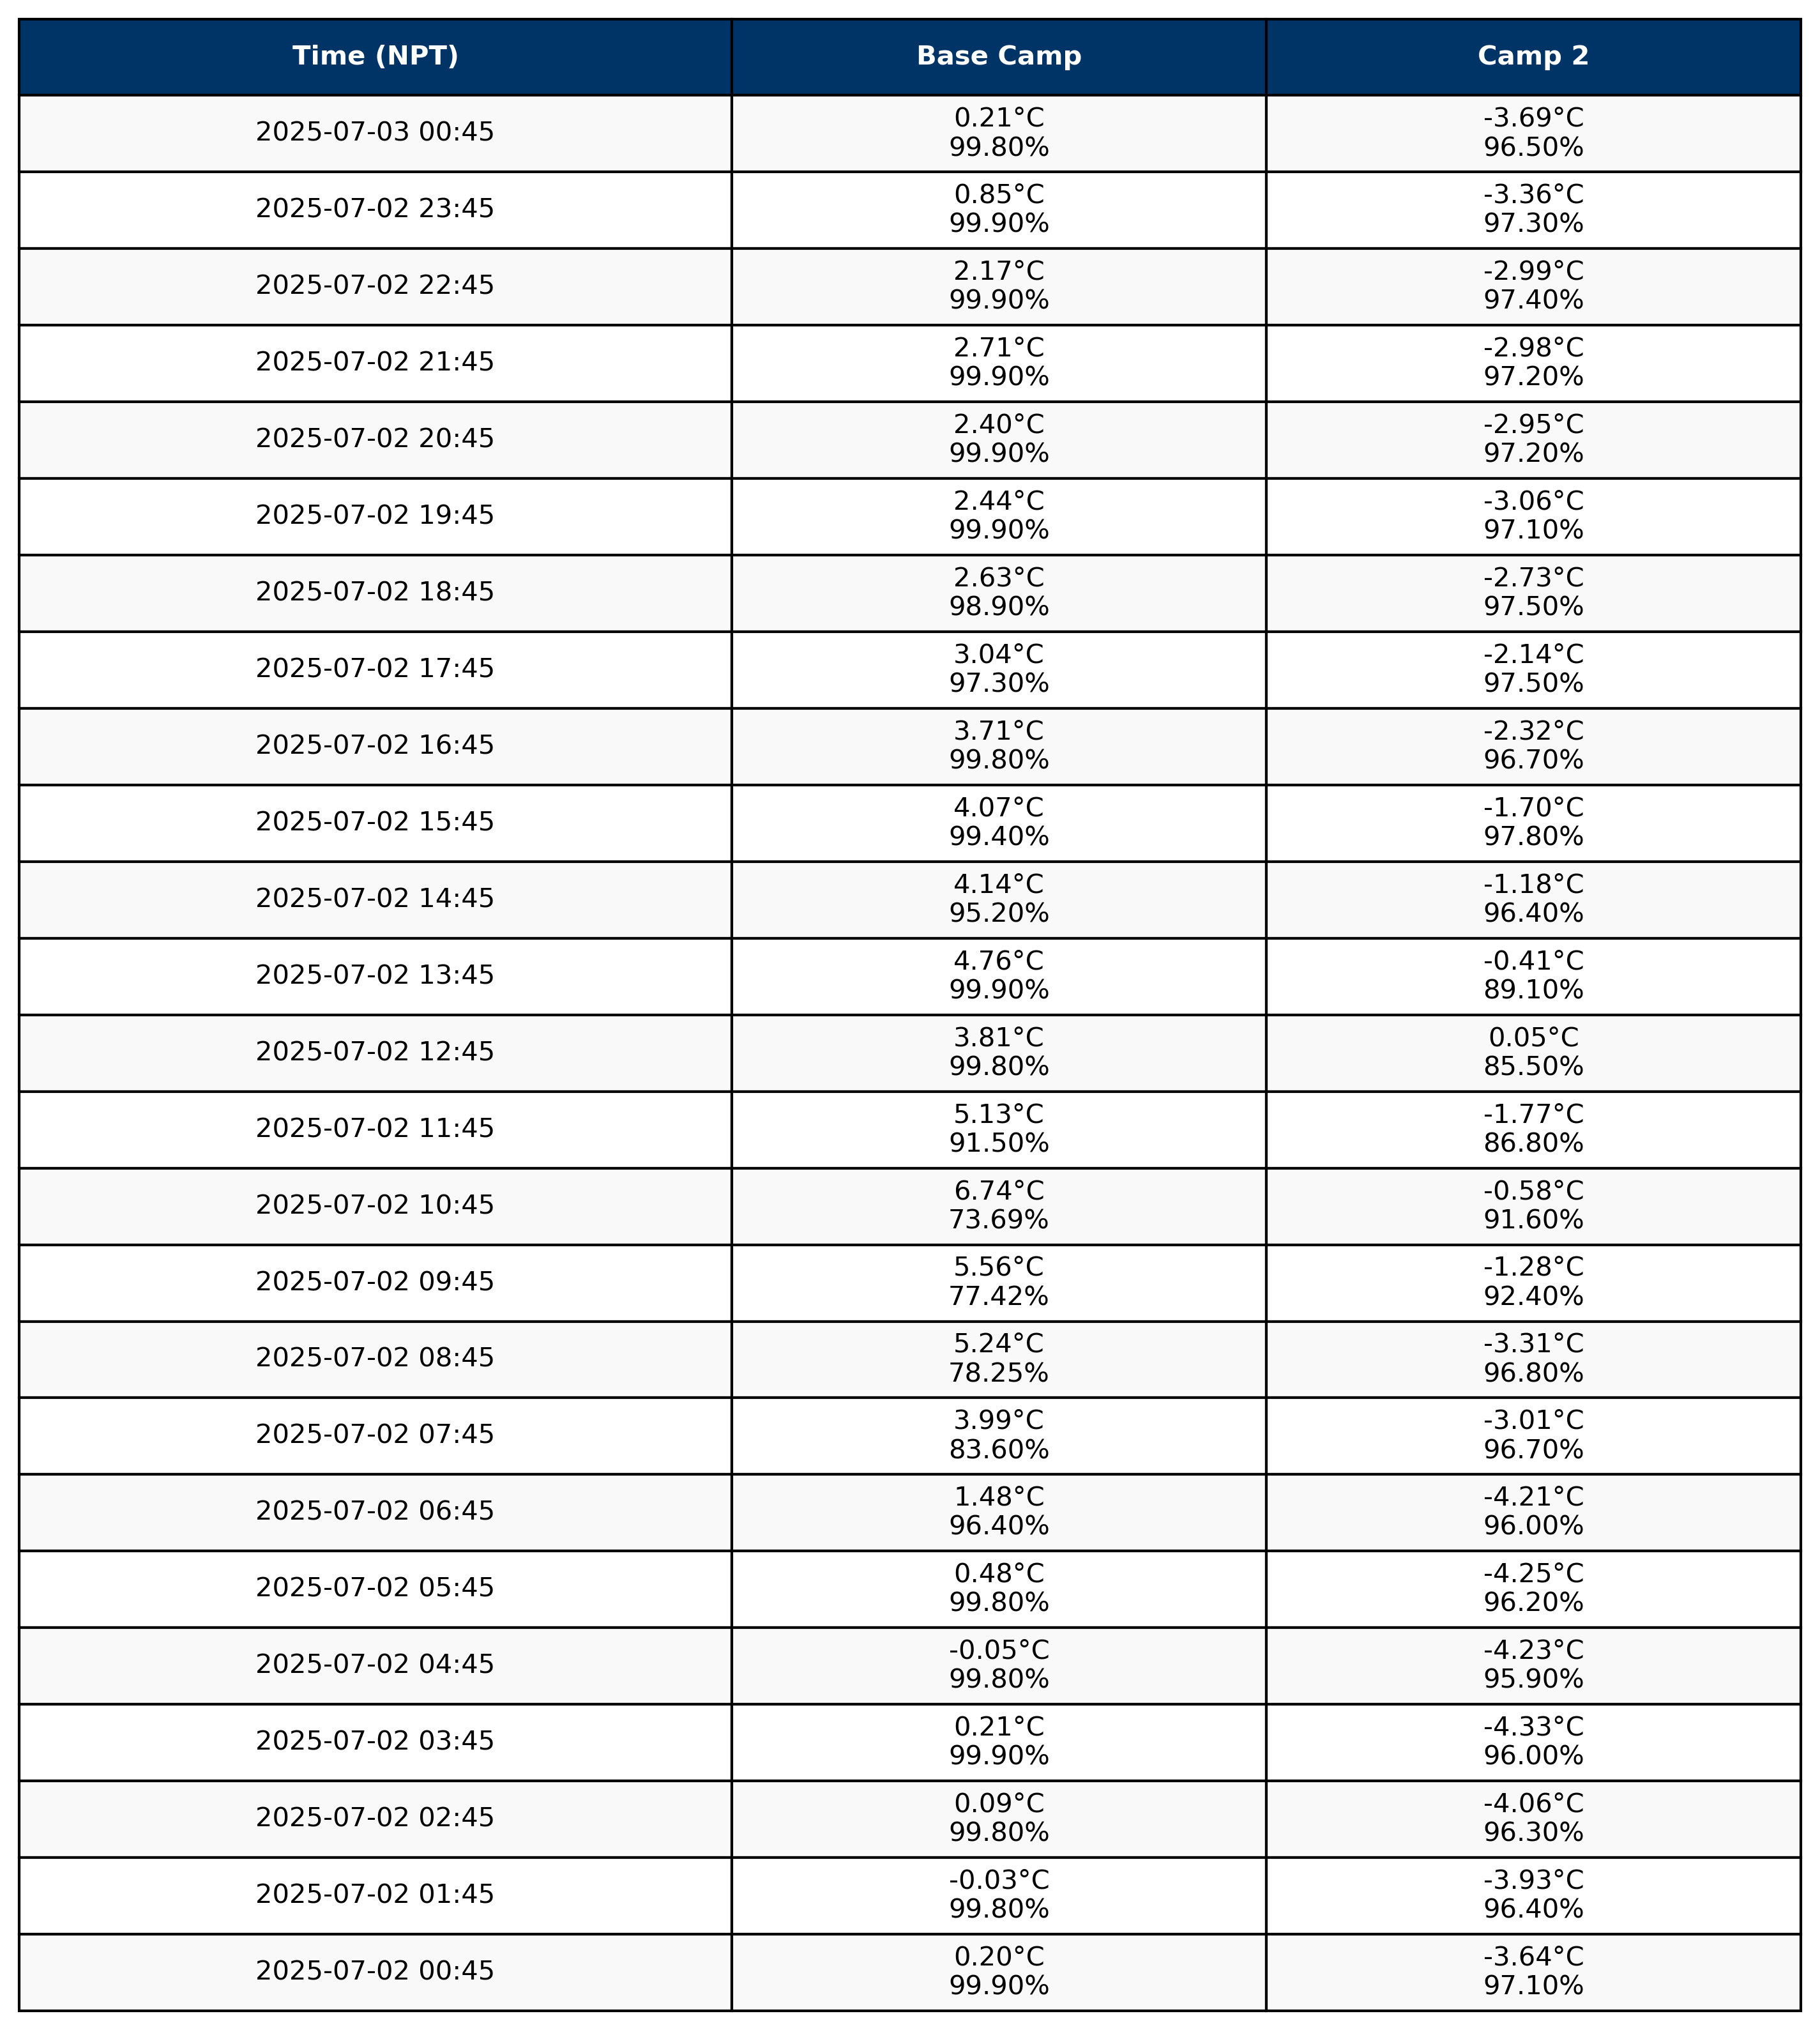 Time (NPT) Base Camp Camp 2
2025-07-03 00:45 0.21°C -3.69°C
99.80% 96.50%
2025-07-02 23:45 0.85°C -3.36°C
99.90% 97.30%
2025-07-02 22:45 2.17°C -2.99°C
99.90% 97.40%
2025-07-02 21:45 2.71°C -2.98°C
99.90% 97.20%
2025-07-02 20:45 2.40°C -2.95°C
99.90% 97.20%
2025-07-02 19:45 2.44°C -3.06°C
99.90% 97.10%
2025-07-02 18:45 2.63°C -2.73°C
98.90% 97.50%
2025-07-02 17:45 3.04°C -2.14°C
97.30% 97.50%
2025-07-02 16:45 3.71°C -2.32°C
99.80% 96.70%
2025-07-02 15:45 4.07°C -1.70°C
99.40% 97.80%
2025-07-02 14:45 4.14°C -1.18°C
95.20% 96.40%
2025-07-02 13:45 4.76°C -0.41°C
99.90% 89.10%
2025-07-02 12:45 3.81°C 0.05°C
99.80% 85.50%
2025-07-02 11:45 5.13°C -1.77°C
91.50% 86.80%
2025-07-02 10:45 6.74°C -0.58°C
73.69% 91.60%
2025-07-02 09:45 5.56°C -1.28°C
77.42% 92.40%
2025-07-02 08:45 5.24°C -3.31°C
78.25% 96.80%
2025-07-02 07:45 3.99°C -3.01°C
83.60% 96.70%
2025-07-02 06:45 1.48°C -4.21°C
96.40% 96.00%
2025-07-02 05:45 0.48°C -4.25°C
99.80% 96.20%
2025-07-02 04:45 -0.05°C -4.23°C
99.80% 95.90%
2025-07-02 03:45 0.21°C -4.33°C
99.90% 96.00%
2025-07-02 02:45 0.09°C -4.06°C
99.80% 96.30%
2025-07-02 01:45 -0.03°C -3.93°C
99.80% 96.40%
2025-07-02 00:45 0.20°C -3.64°C
99.90% 97.10%